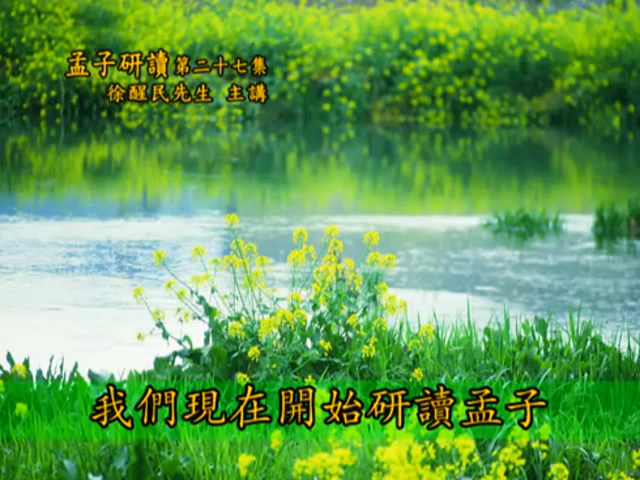 孟子研讀 第二十七集
徐醒民先生 主講
我們現在開始研讀孟子